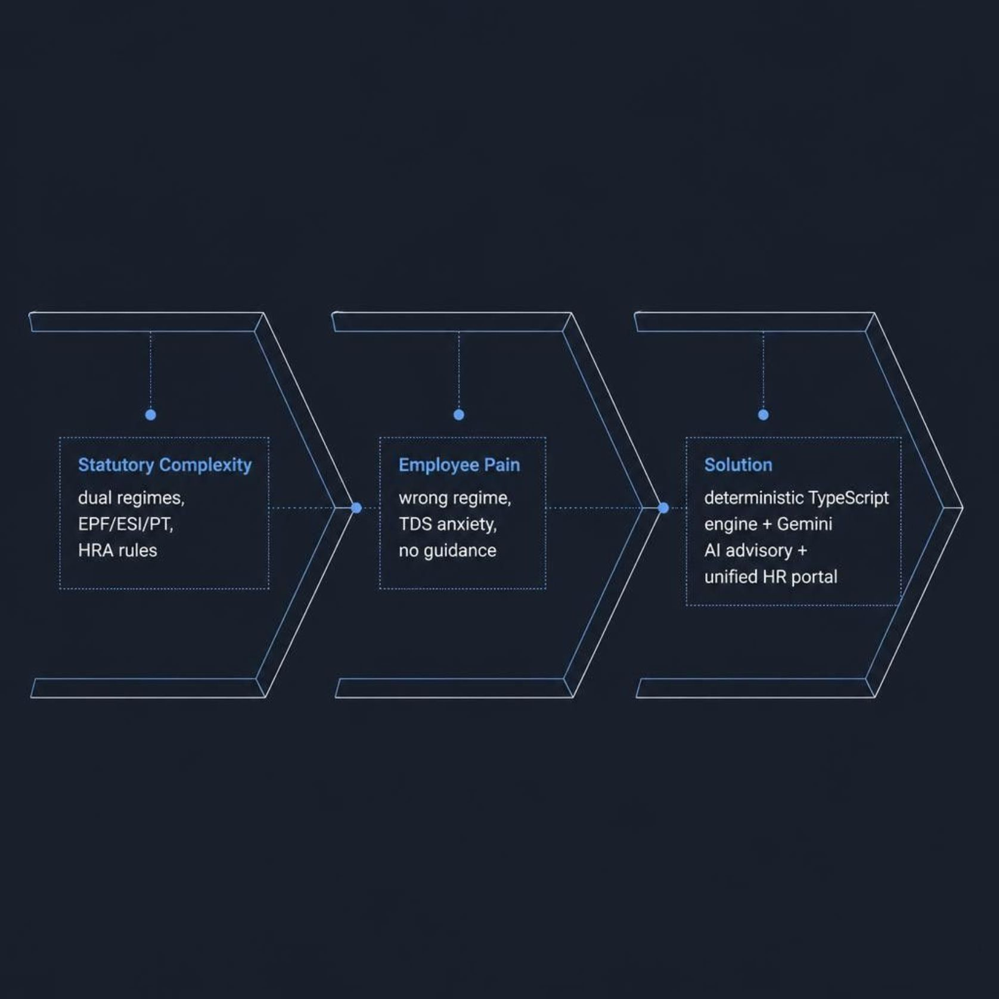 Statutory Complexity
dual regimes,
EPF/ESI/PT,
HRA rules
Employee Pain
wrong regime,
TDS anxiety,
no guidance
Solution
deterministic TypeScript
engine + Gemini
AI advisory +
unified HR portal